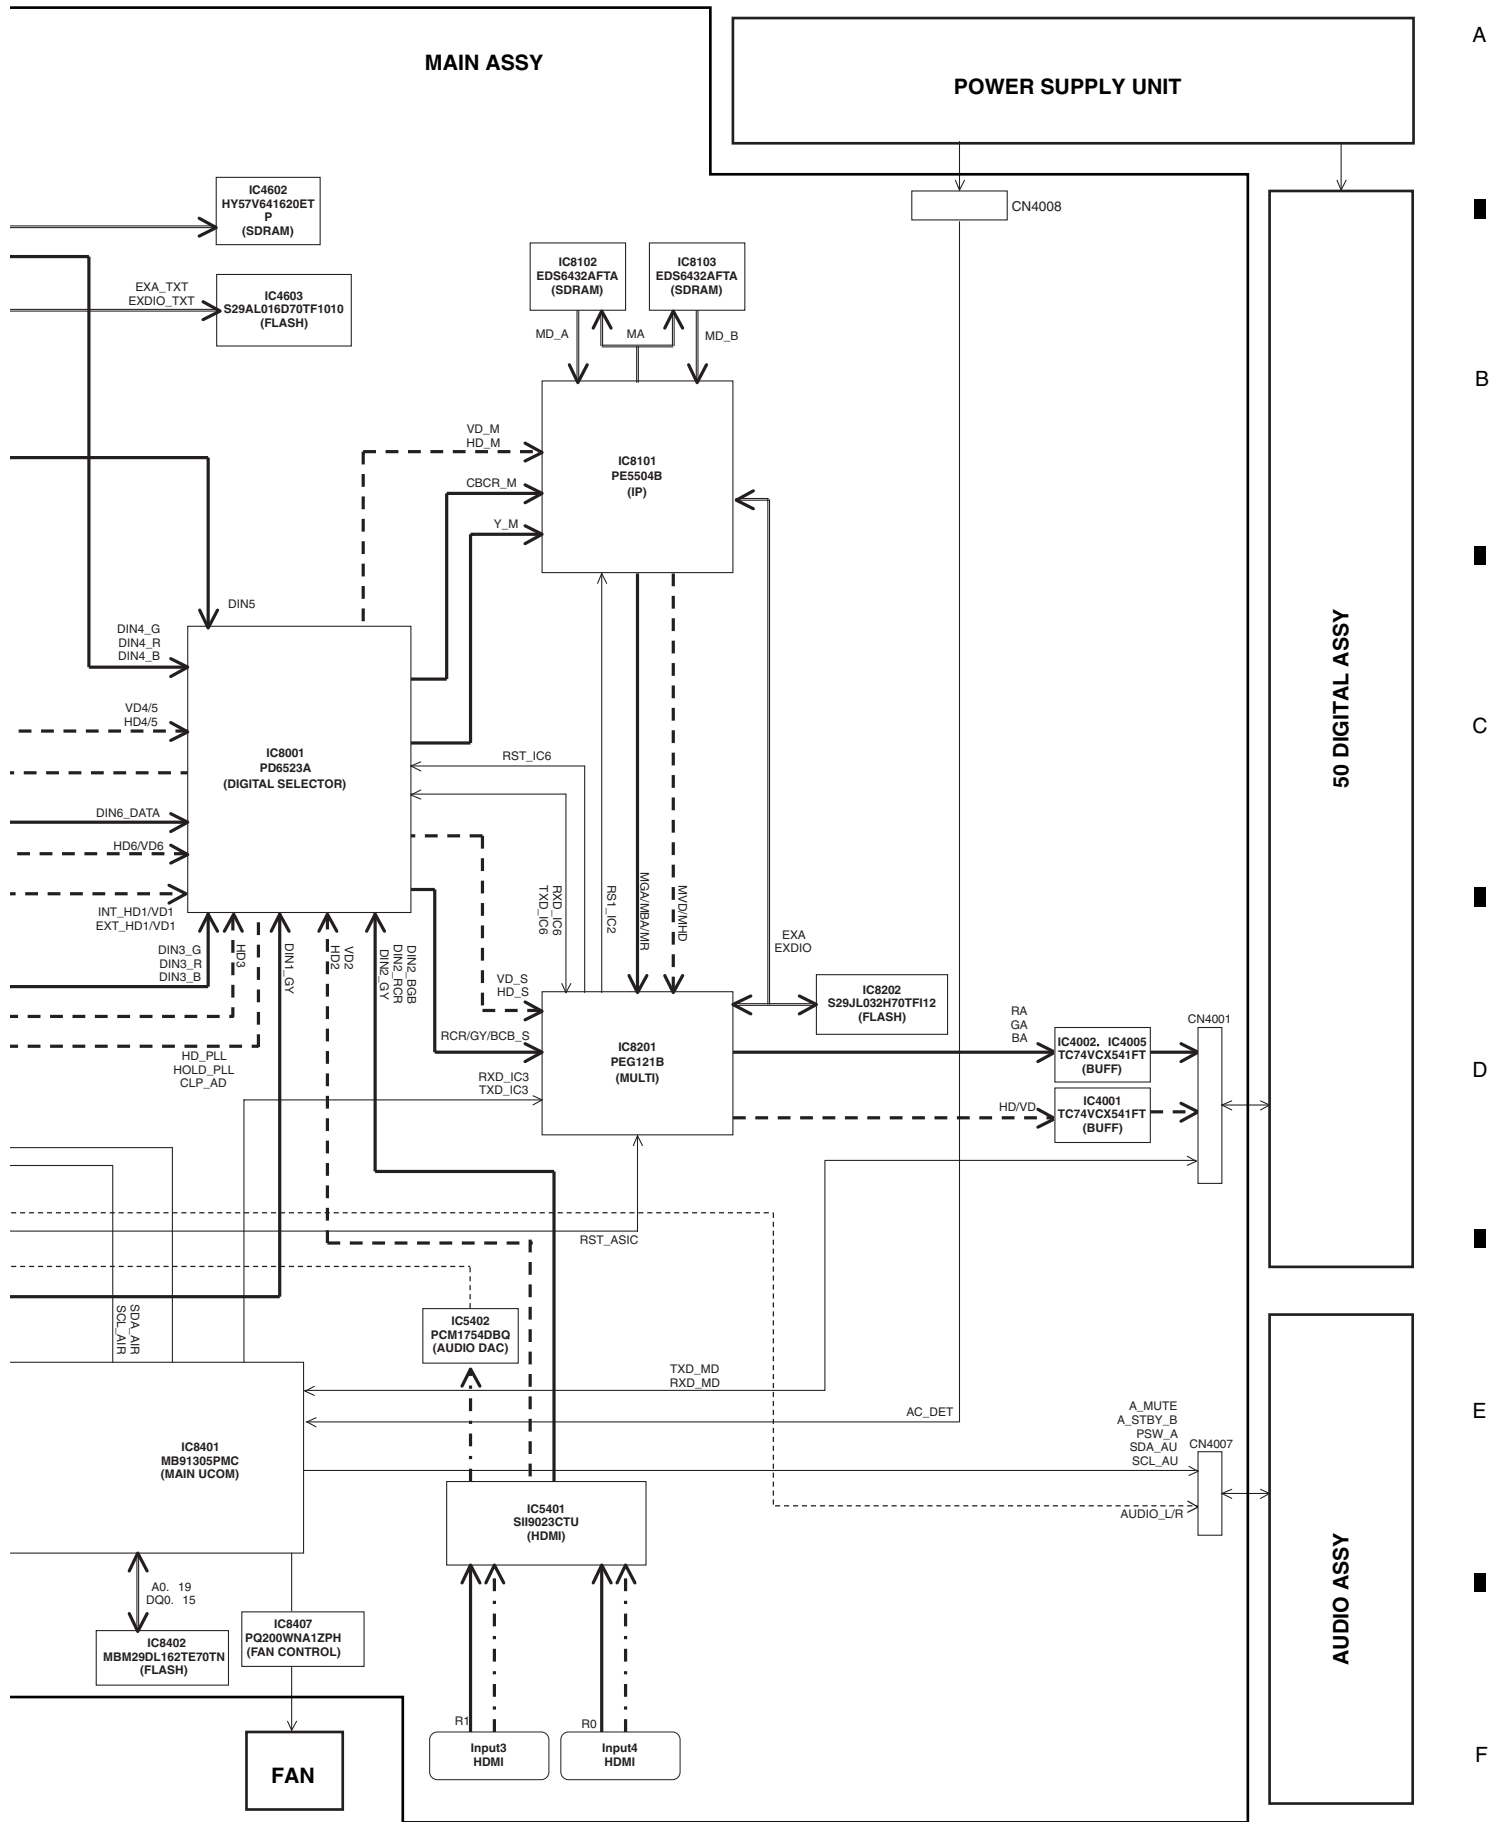 A
MAIN ASSY
POWER SUPPLY UNIT
IC4602
HY57V641620ET
P
(SDRAM)
CN4008
IC8102
EDS6432AFTA
(SDRAM)
IC8103
EDS6432AFTA
(SDRAM)
EXA_TXT
EXDIO_TXT
IC4603
S29AL016D70TF1010
(FLASH)
MD_A
MA
MD_B
B
VD_M
HD_M
IC8101
PE5504B
(IP)
CBCR_M
Y_M
DIN5
DIN4_G
DIN4_R
DIN4_B
50 DIGITAL ASSY
VD4/5
HD4/5
C
IC8001
PD6523A
(DIGITAL SELECTOR)
RST_IC6
DIN6_DATA
HD6/VD6
RXD_IC6
TXD_IC6
RS1_IC2
MGA/MBA/MR
MVD/MHD
INT_HD1/VD1
EXT_HD1/VD1
EXA
EXDIO
DIN3_G
DIN3_R
DIN3_B
HD3
DIN1_GY
VD2
HD2
DIN2_BGB
DIN2_RCR
DIN2_GY
VD_S
HD_S
IC8202
S29JL032H70TFI12
(FLASH)
RA
GA
BA
CN4001
RCR/GY/BCB_S
IC8201
PEG121B
(MULTI)
IC4002. IC4005
TC74VCX541FT
(BUFF)
HD_PLL
HOLD_PLL
CLP_AD
D
RXD_IC3
TXD_IC3
HD/VD
IC4001
TC74VCX541FT
(BUFF)
RST_ASIC
SDA_AIR
SCL_AIR
IC5402
PCM1754DBQ
(AUDIO DAC)
TXD_MD
RXD_MD
AC_DET
A_MUTE
A_STBY_B
PSW_A
SDA_AU
SCL_AU
CN4007
E
IC8401
MB91305PMC
(MAIN UCOM)
IC5401
SII9023CTU
(HDMI)
AUDIO_L/R
AUDIO ASSY
A0. 19
DQ0. 15
IC8402
MBM29DL162TE70TN
(FLASH)
IC8407
PQ200WNA1ZPH
(FAN CONTROL)
R1
R0
Input3
HDMI
Input4
HDMI
FAN
F